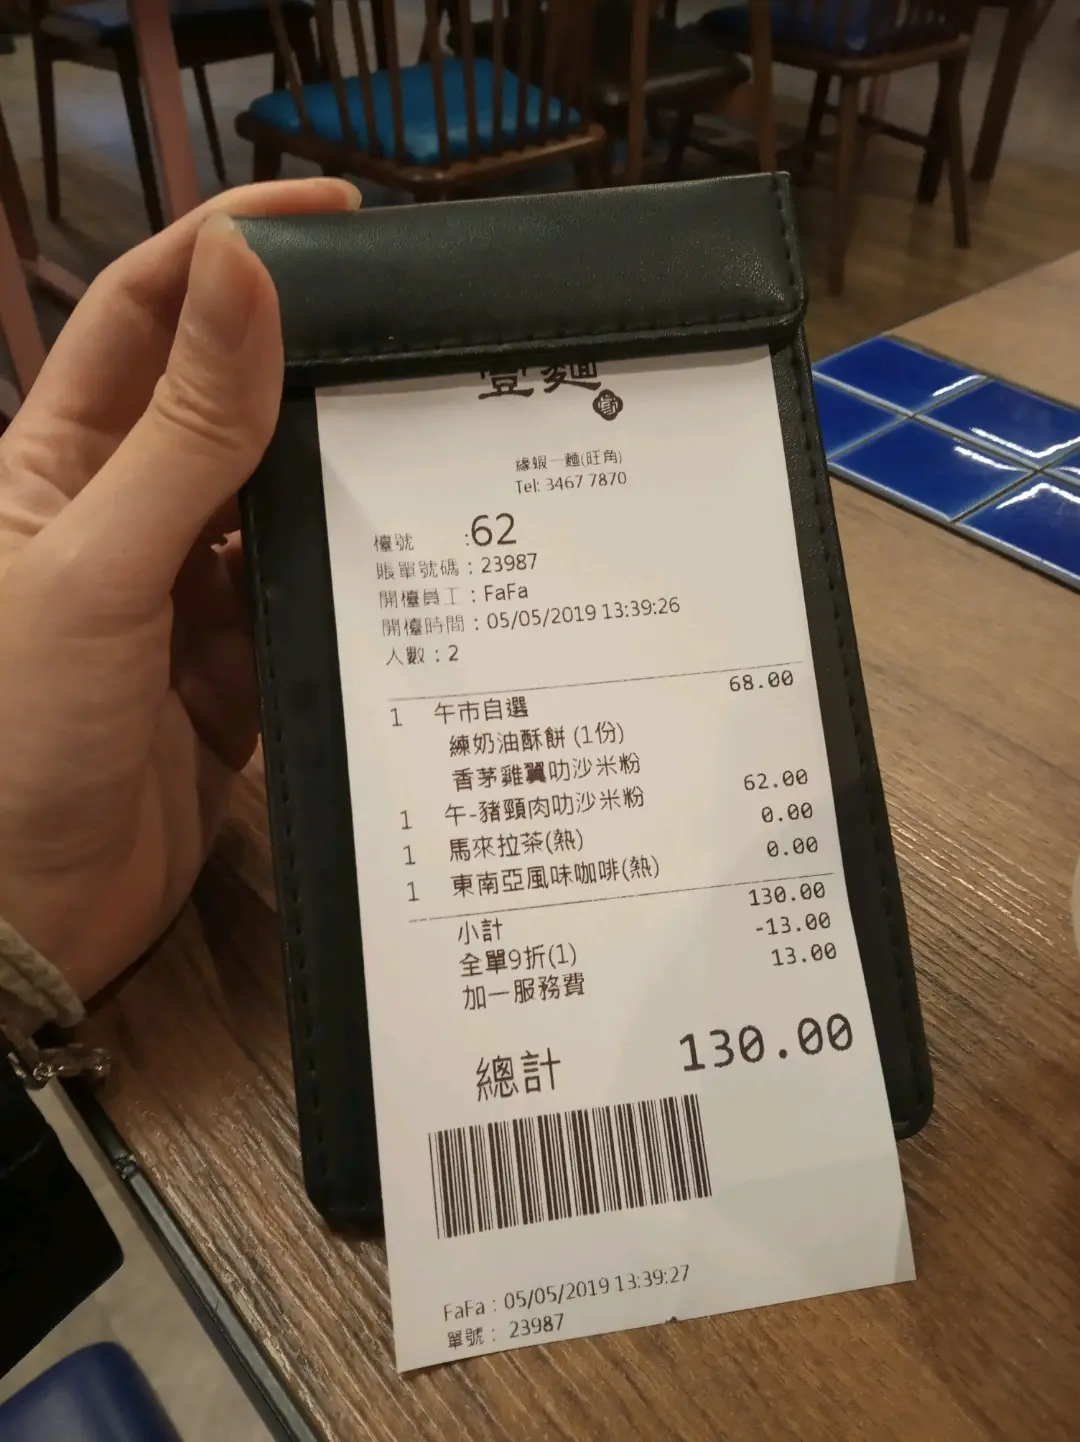 壹麵
緣蝦一麵(旺角)
Tel: 3467 7870
檯號 :62
賬單號碼 : 23987
開檯員工 : FaFa
開檯時間 : 05/05/2019 13:39:26
人數 : 2
1 午市自選 68.00
練奶油酥餅 (1份)
香茅雞翼叻沙米粉
1 午-豬頸肉叻沙米粉 62.00
1 馬來拉茶(熱) 0.00
1 東南亞風味咖啡(熱) 0.00
小計 130.00
全單9折(1) -13.00
加一服務費 13.00
總計 130.00
FaFa : 05/05/2019 13:39:27
單號 : 23987